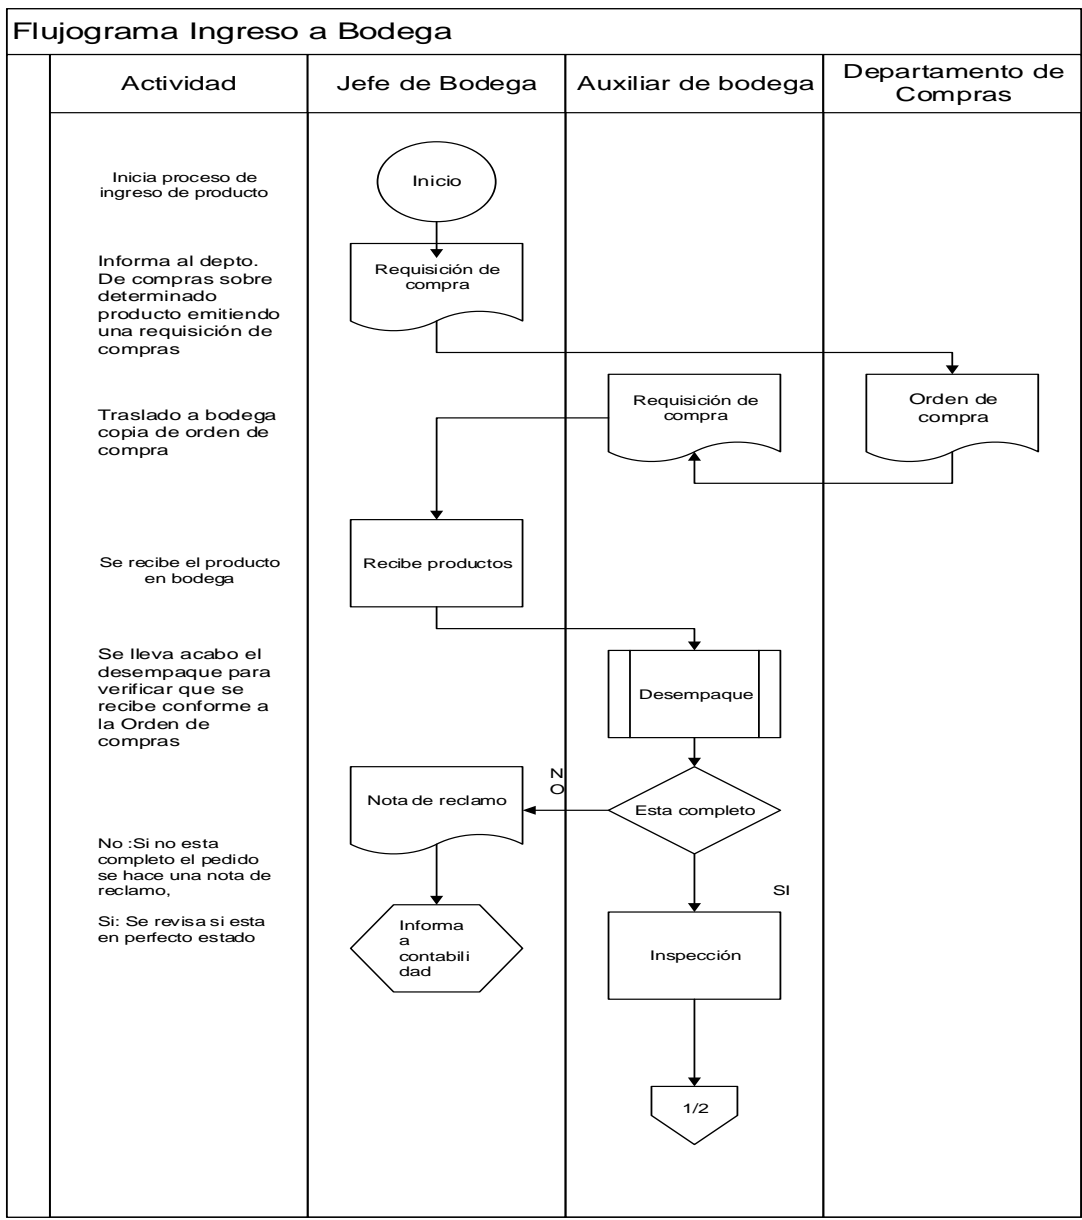 Flujograma Ingreso a Bodega
Actividad
Jefe de Bodega
Auxiliar de bodega
Departamento de
Compras
Inicia proceso de
ingreso de producto
Inicio
Informa al depto.
De compras sobre
determinado
producto emitiendo
una requisición de
compras
Requisición de
compra
Traslado a bodega
copia de orden de
compra
Requisición de
compra
Orden de
compra
Se recibe el producto
en bodega
Recibe productos
Se lleva acabo el
desempaque para
verificar que se
recibe conforme a
la Orden de
compras
Desempaque
Nota de reclamo
N
O
Esta completo
No :Si no esta
completo el pedido
se hace una nota de
reclamo,
Si: Se revisa si esta
en perfecto estado
SI
Informa
a
contabili
dad
Inspección
1/2